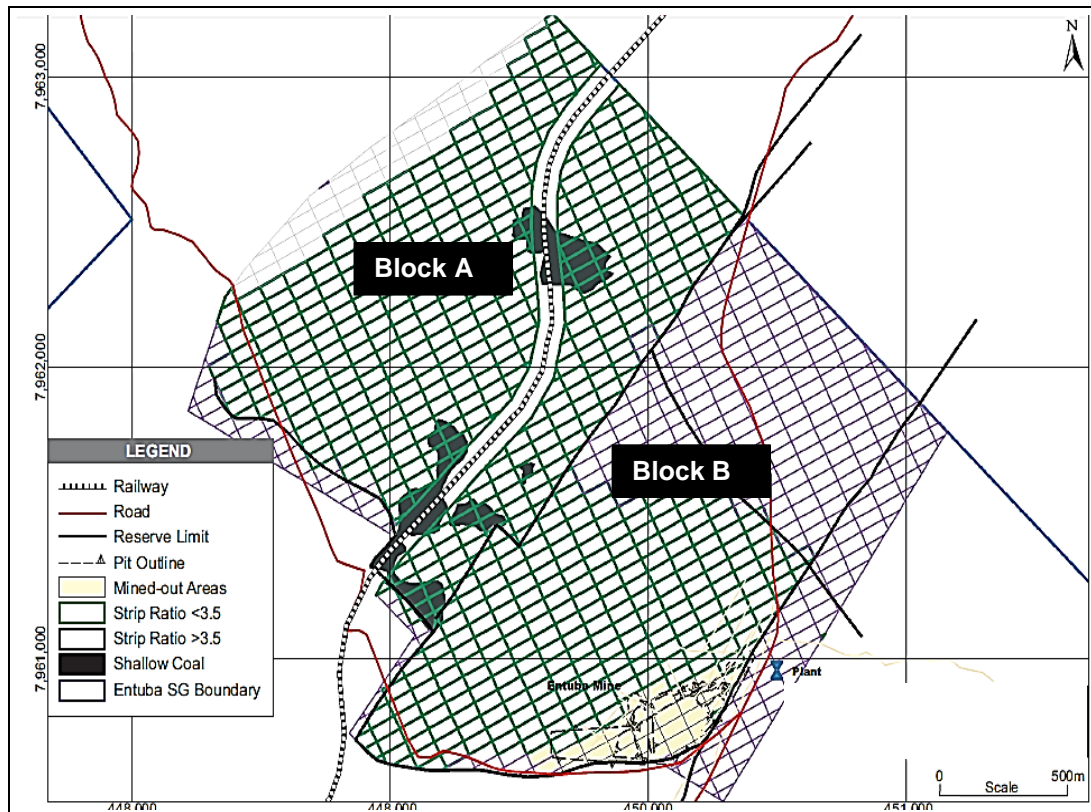 N
7,963,000
7,962,000
7,961,000
Block A
Block B
LEGEND
Railway
Road
Reserve Limit
Pit Outline
Mined-out Areas
Strip Ratio <3.5
Strip Ratio >3.5
Shallow Coal
Entuba SG Boundary
Entuba Mine
Plant
0 500m
Scale
448,000 448,000 450,000 451,000